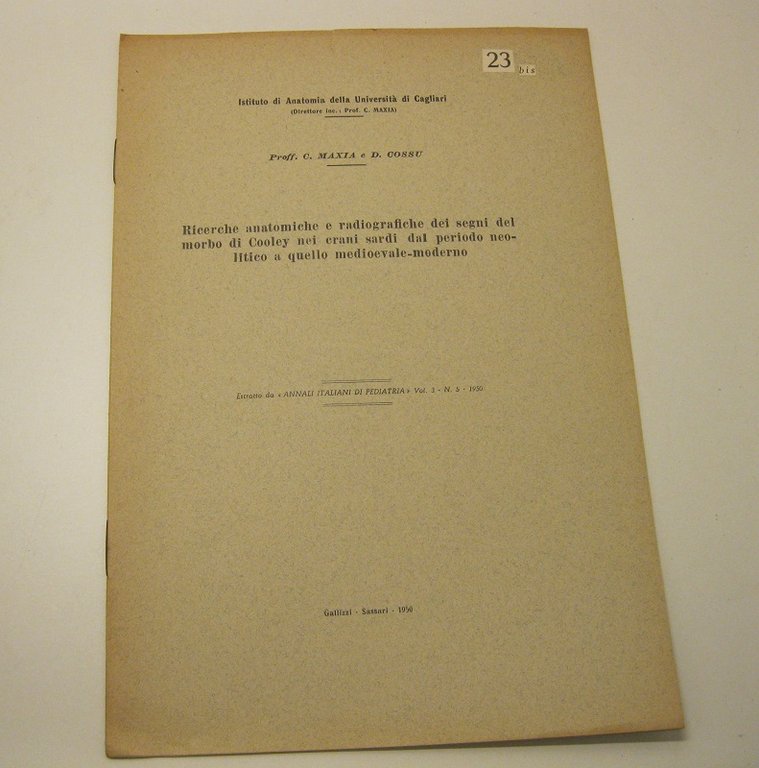 23
bis
Istituto di Anatomia della Università di Cagliari
(Direttore inc.: Prof. C. MAXIA)
Proff. C. MAXIA e D. COSSU
Ricerche anatomiche e radiografiche dei segni del
morbo di Cooley nei crani sardi dal periodo neo-
litico a quello medioevale-moderno
Estratto da «ANNALI ITALIANI DI PEDIATRIA» Vol. 3 - N. 5 - 1950
Gallizzi - Sassari - 1950